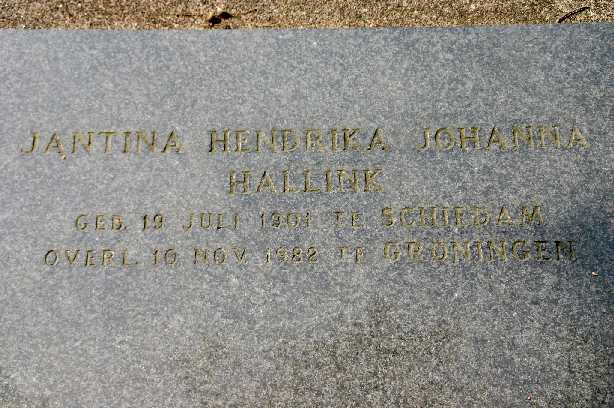 JANTINA HENDRIKA JOHANNA
HALLINK
GEB. 19 JULI 1901 TE SCHIEDAM
OVERL. 10 NOV. 1982 TE GRONINGEN